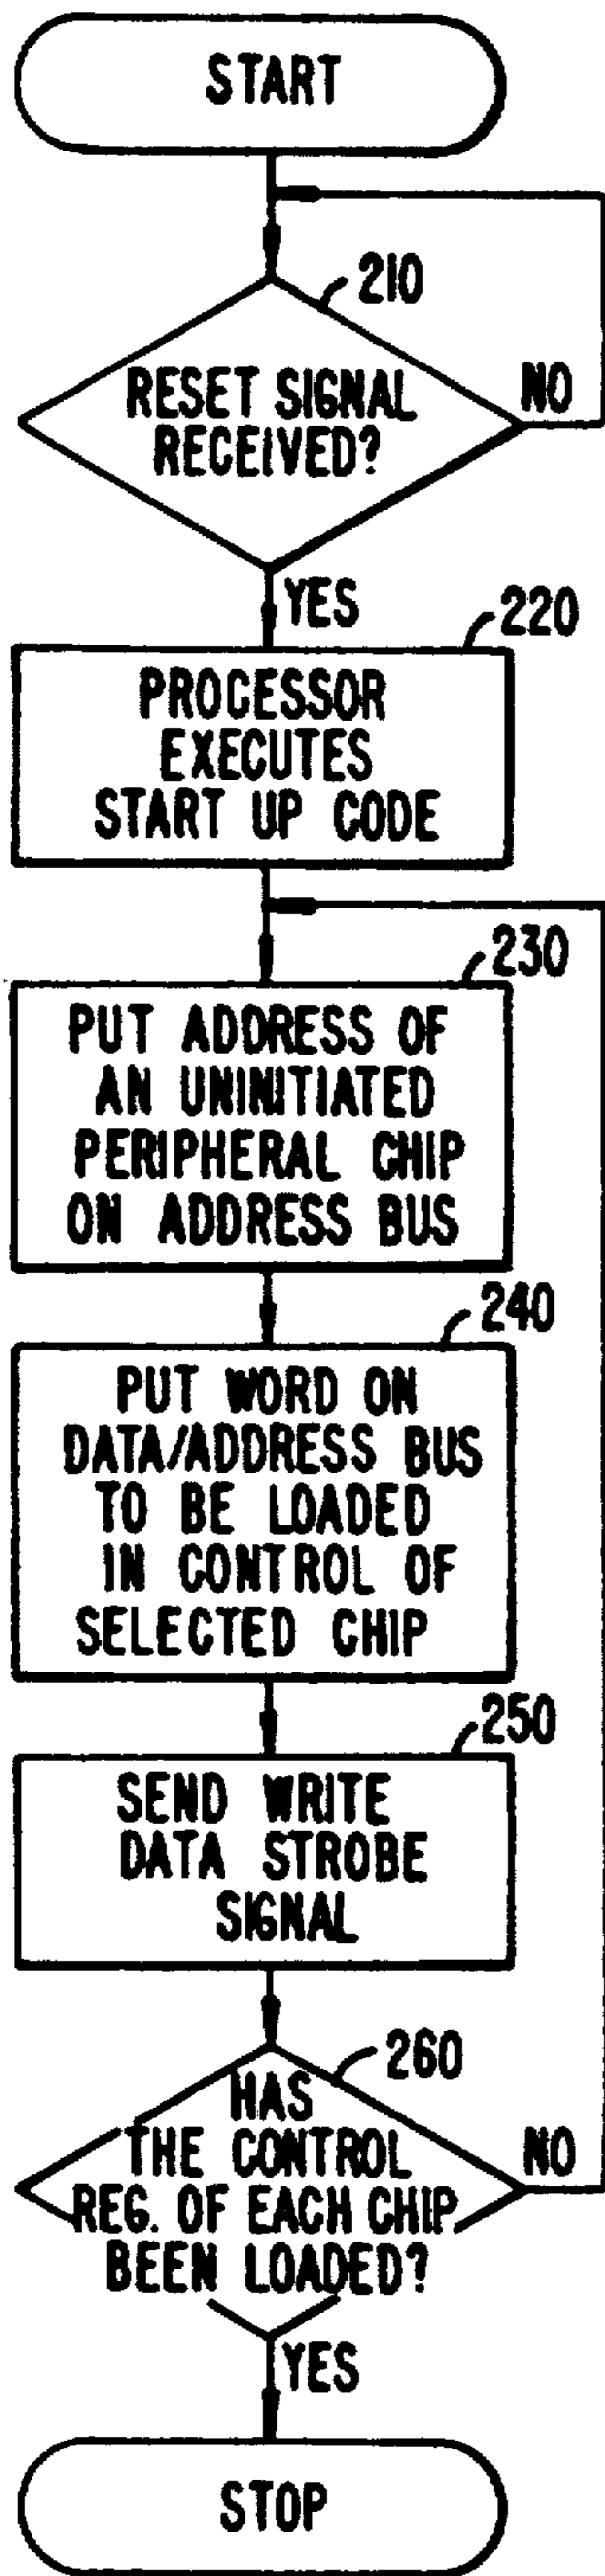 START
210
RESET SIGNAL
RECEIVED?
NO
YES
220
PROCESSOR
EXECUTES
START UP CODE
230
PUT ADDRESS OF
AN UNINITIATED
PERIPHERAL CHIP
ON ADDRESS BUS
240
PUT WORD ON
DATA/ADDRESS BUS
TO BE LOADED
IN CONTROL OF
SELECTED CHIP
250
SEND WRITE
DATA STROBE
SIGNAL
260
HAS
THE CONTROL
REG. OF EACH CHIP
BEEN LOADED?
NO
YES
STOP